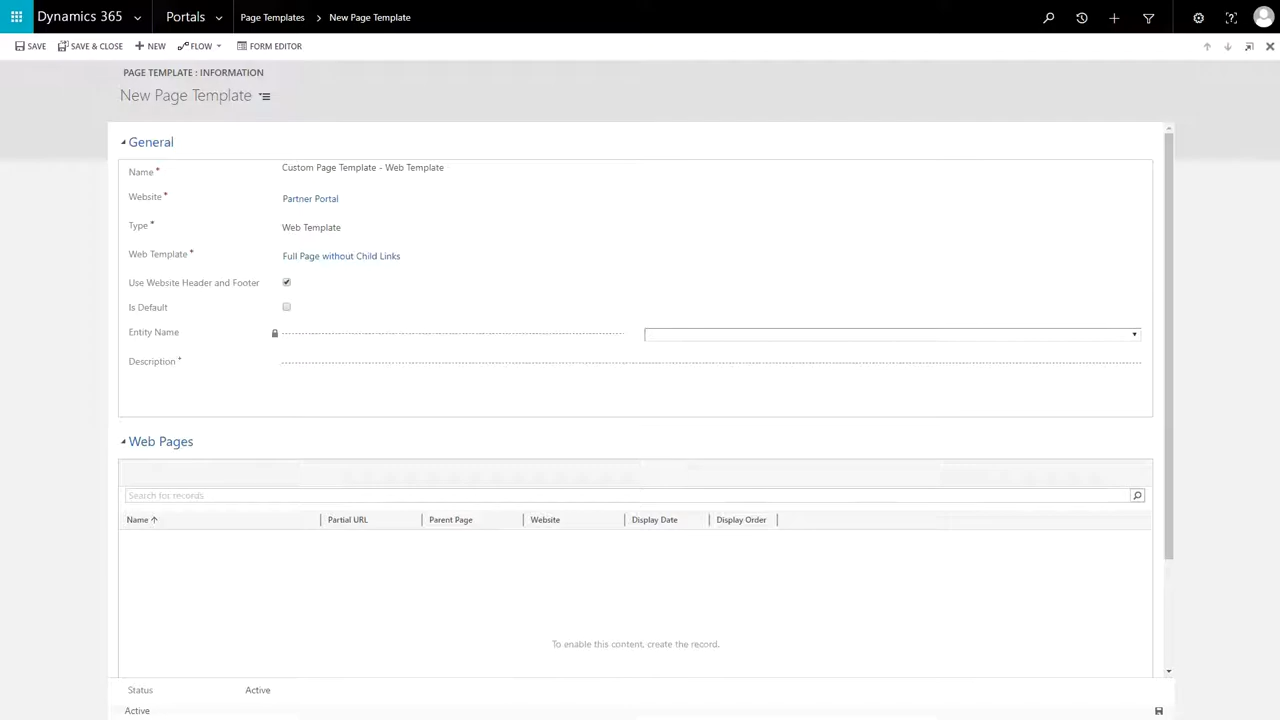 Dynamics 365 Portals Page Templates New Page Template
SAVE SAVE & CLOSE NEW FLOW FORM EDITOR
PAGE TEMPLATE : INFORMATION
New Page Template
General
Name * Custom Page Template - Web Template
Website * Partner Portal
Type * Web Template
Web Template * Full Page without Child Links
Use Website Header and Footer
Is Default
Entity Name
Description +
Web Pages
Search for records
Name Partial URL Parent Page Website Display Date Display Order
To enable this content, create the record.
Status Active
Active